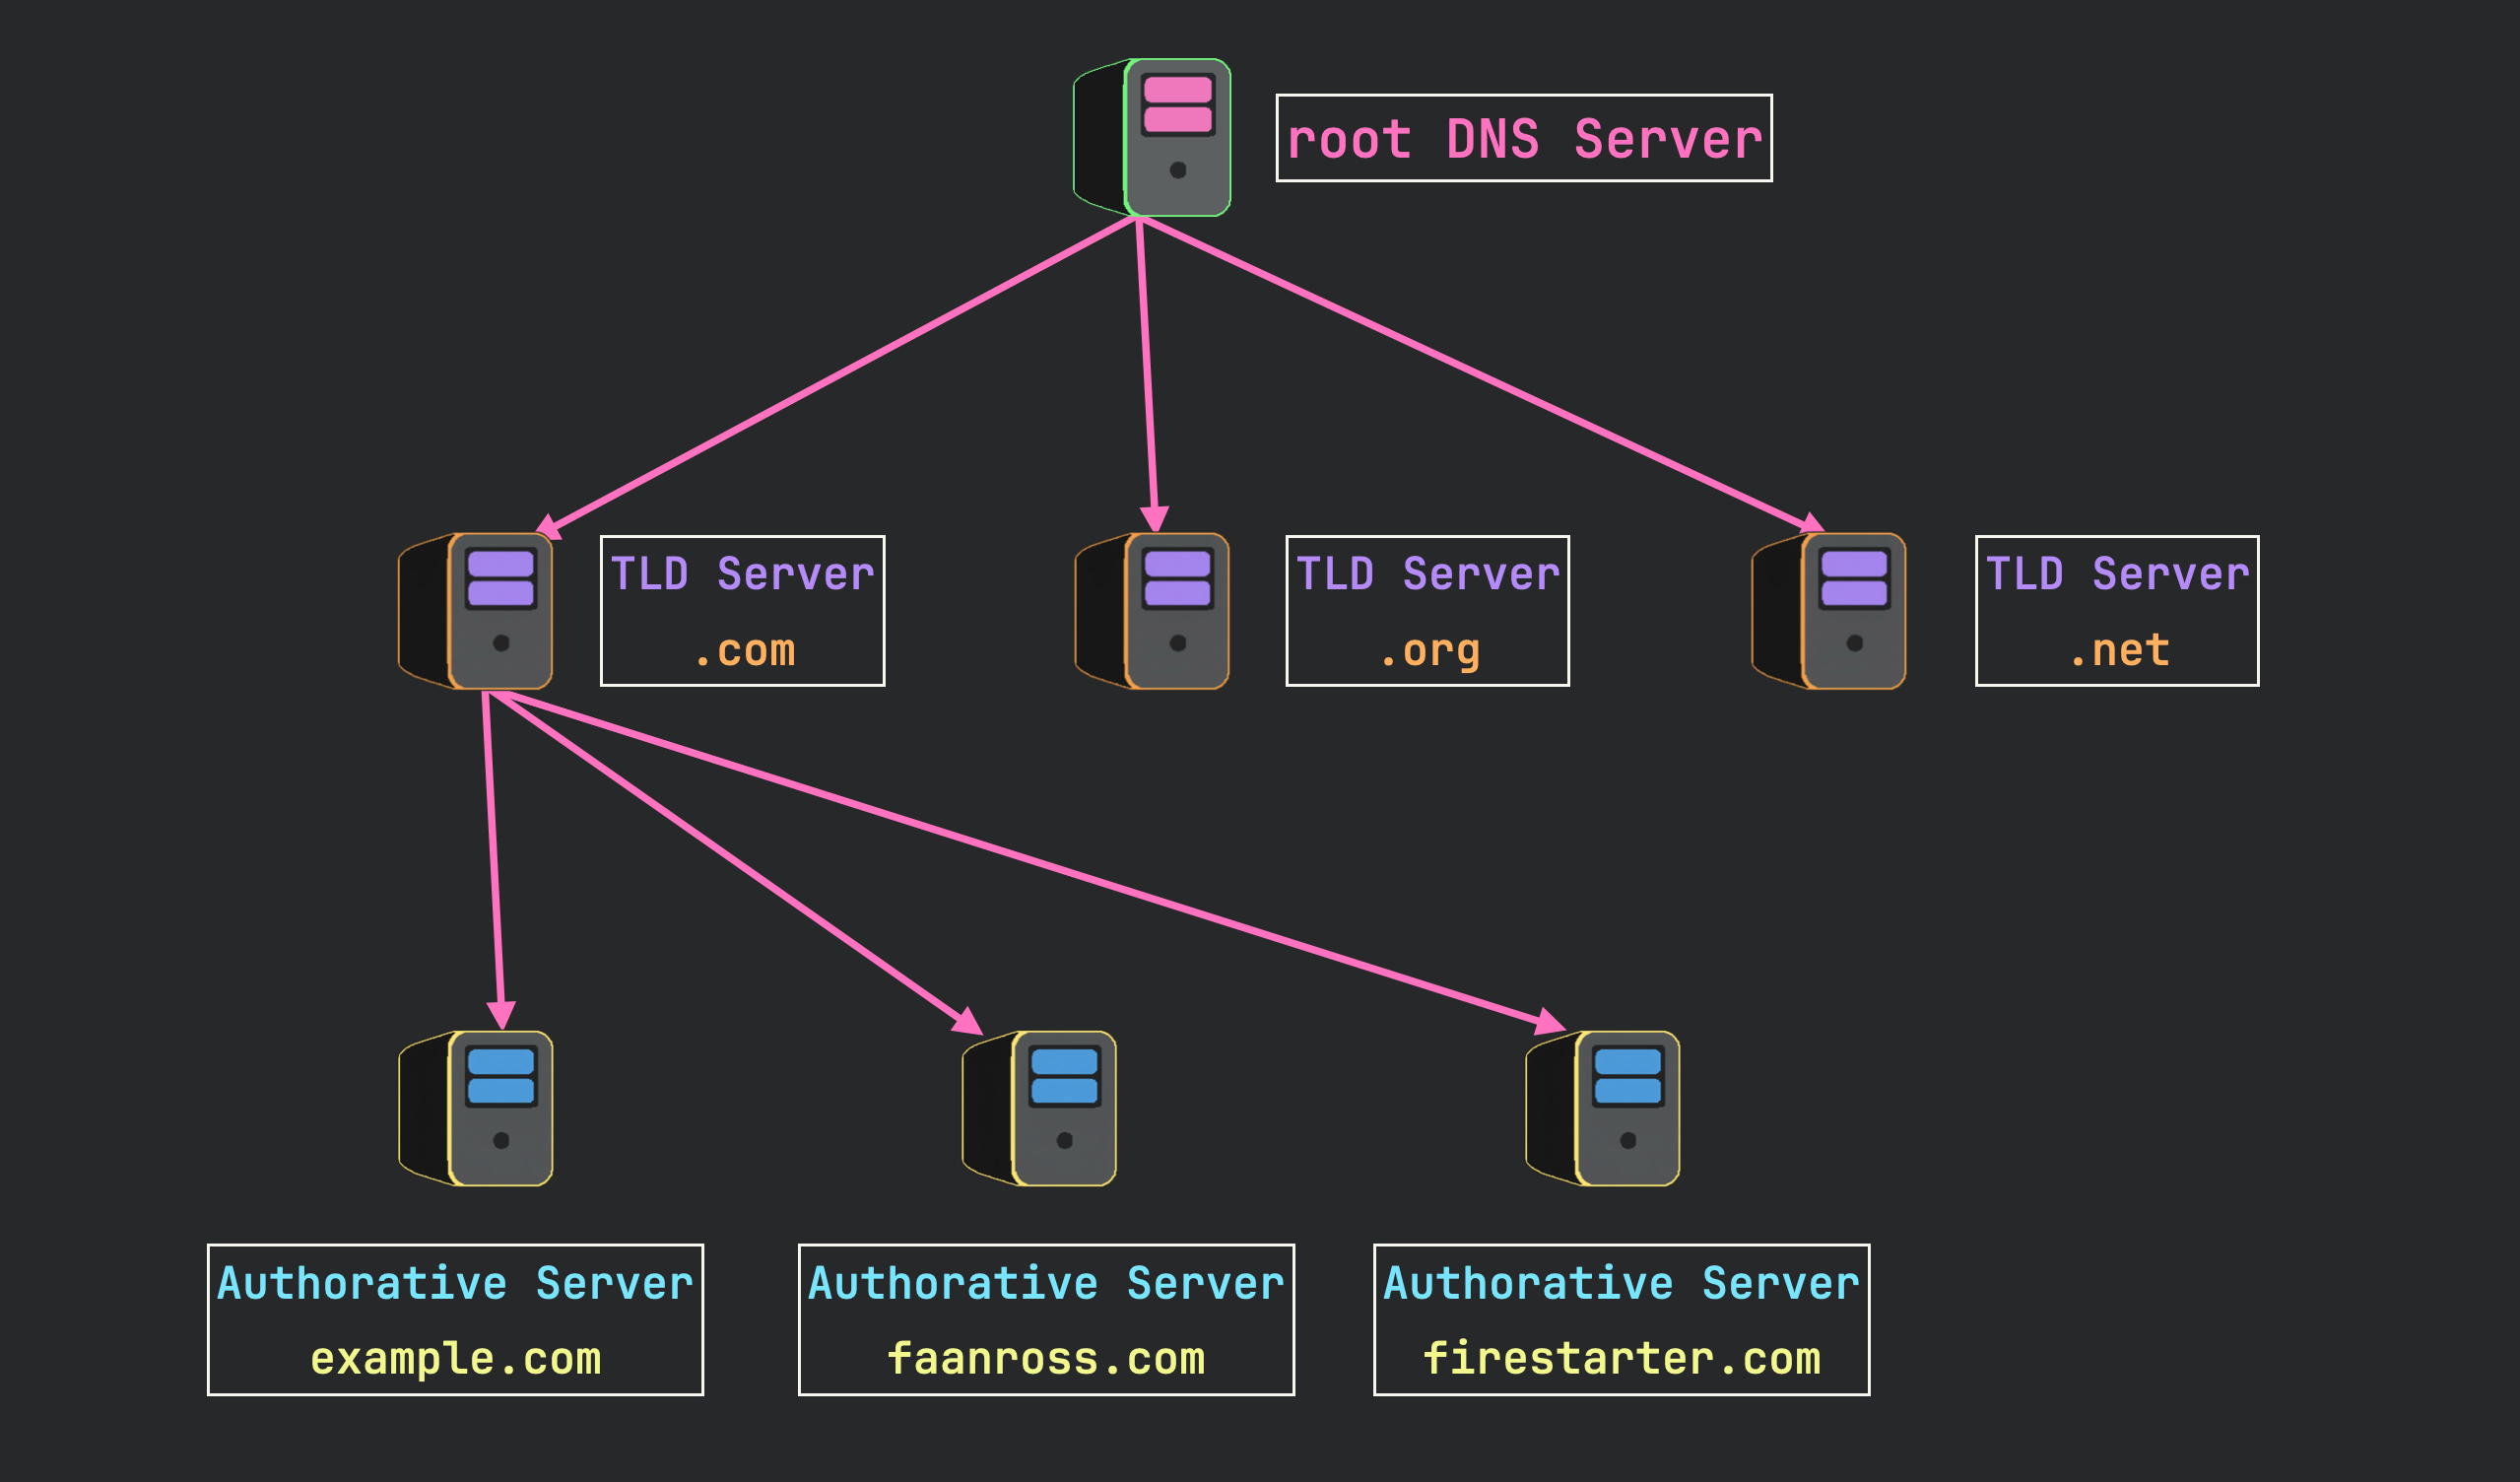 root DNS Server
TLD Server
.com
TLD Server
.org
TLD Server
.net
Authorative Server
example.com
Authorative Server
faanross.com
Authorative Server
firestarter.com